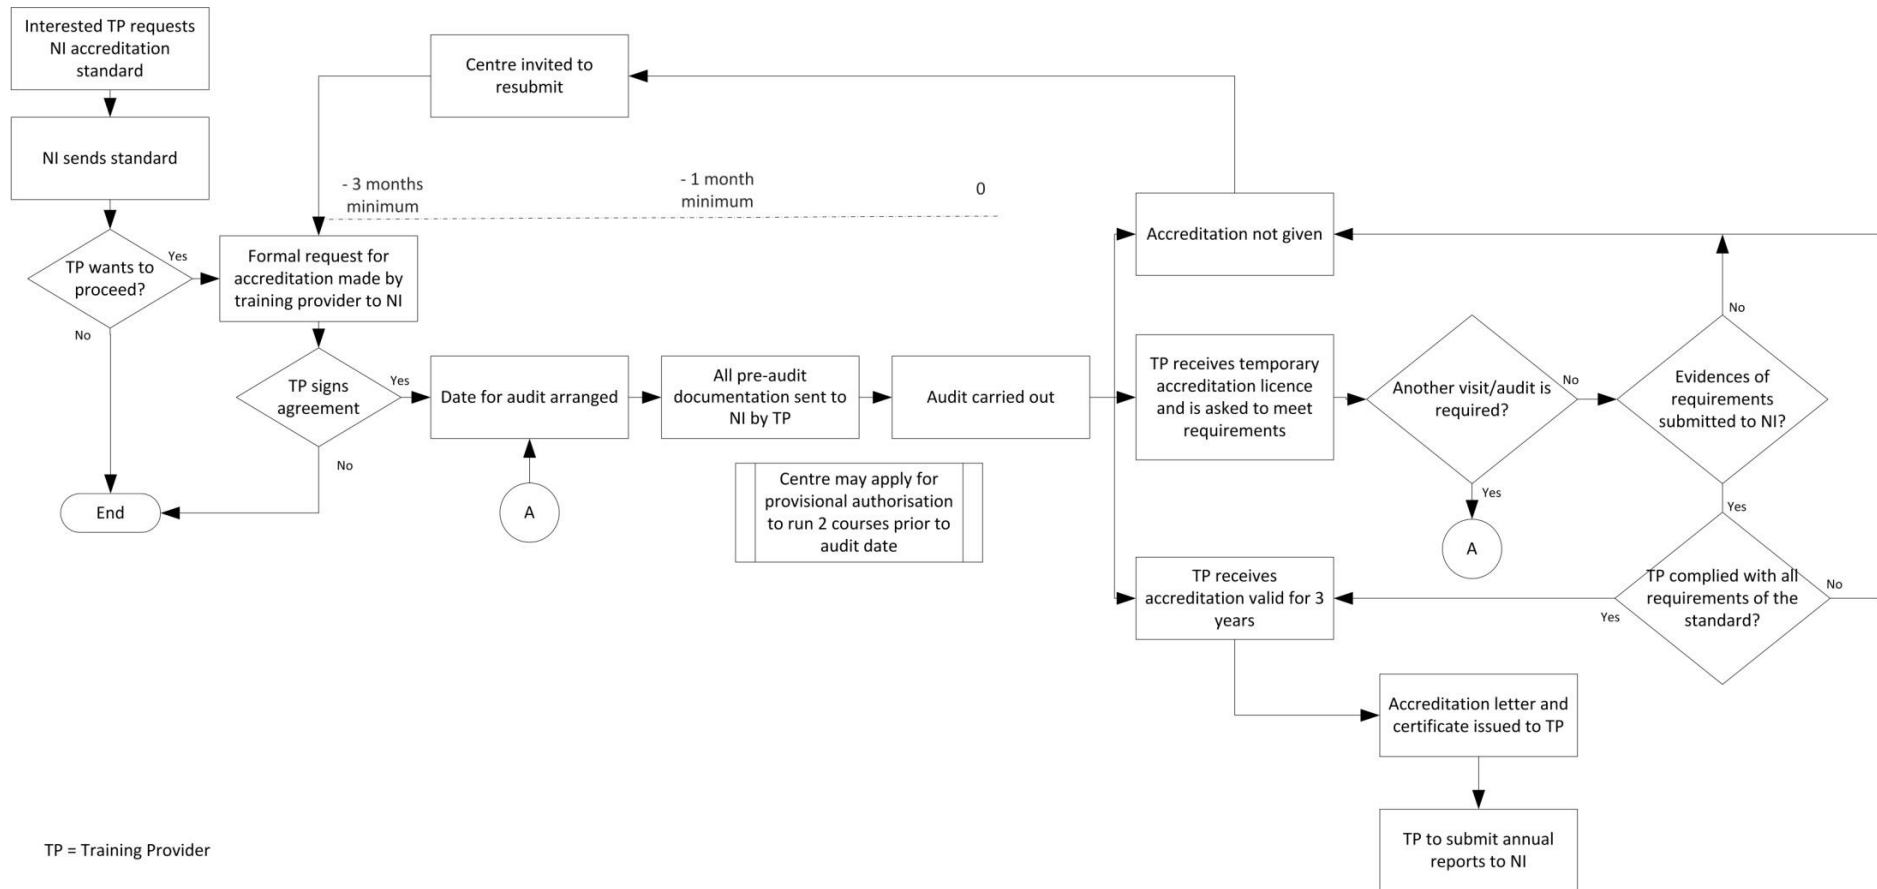 Interested TP requests
NI accreditation
standard
NI sends standard
TP wants to
proceed?
Yes
No
End
Centre invited to
resubmit
- 3 months
minimum
- 1 month
minimum
0
Formal request for
accreditation made by
training provider to NI
TP signs
agreement
Yes
No
Date for audit arranged
A
All pre-audit
documentation sent to
NI by TP
Audit carried out
Centre may apply for
provisional authorisation
to run 2 courses prior to
audit date
Accreditation not given
TP receives temporary
accreditation licence
and is asked to meet
requirements
Another visit/audit is
required?
No
Yes
A
Evidences of
requirements
submitted to NI?
No
Yes
TP complied with all
requirements of the
standard?
No
Yes
TP receives
accreditation valid for 3
years
Accreditation letter and
certificate issued to TP
TP to submit annual
reports to NI
TP = Training Provider